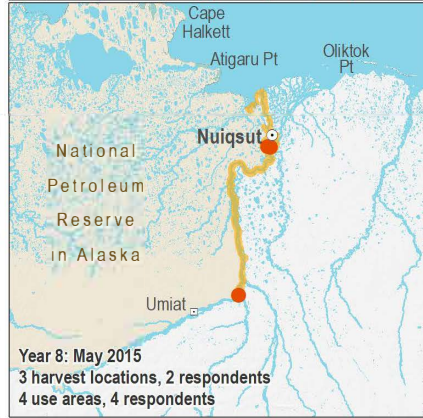 Cape
Halkett
Atigaru Pt
Oliktok
Pt
Nuiqsut
National
Petroleum
Reserve
in Alaska
Umiat
Year 8: May 2015
3 harvest locations, 2 respondents
4 use areas, 4 respondents